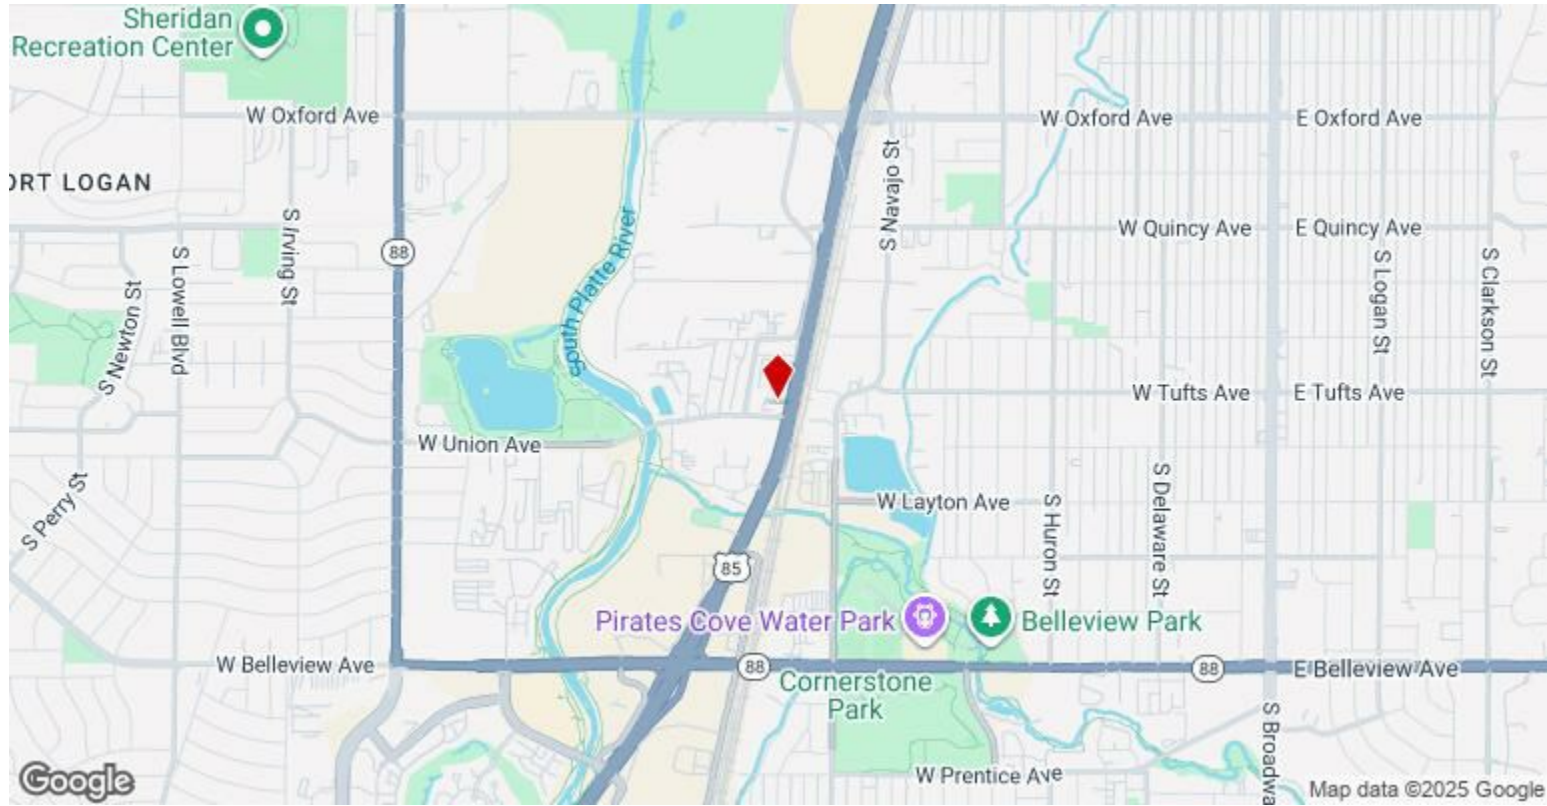 Sheridan
Recreation Center
W Oxford Ave
W Oxford Ave
E Oxford Ave
ORT LOGAN
S Irving St
S Lowell Blvd
S Newton St
88
South Platte River
S Navajo St
W Quincy Ave
E Quincy Ave
S Logan St
S Clarkson St
W Tufts Ave
E Tufts Ave
W Union Ave
S Perry St
W Layton Ave
S Huron St
S Delaware St
85
Pirates Cove Water Park
Belleview Park
W Belleview Ave
88
88
E Belleview Ave
Cornerstone
Park
S Broadwa
W Prentice Ave
Google
Map data ©2025 Google